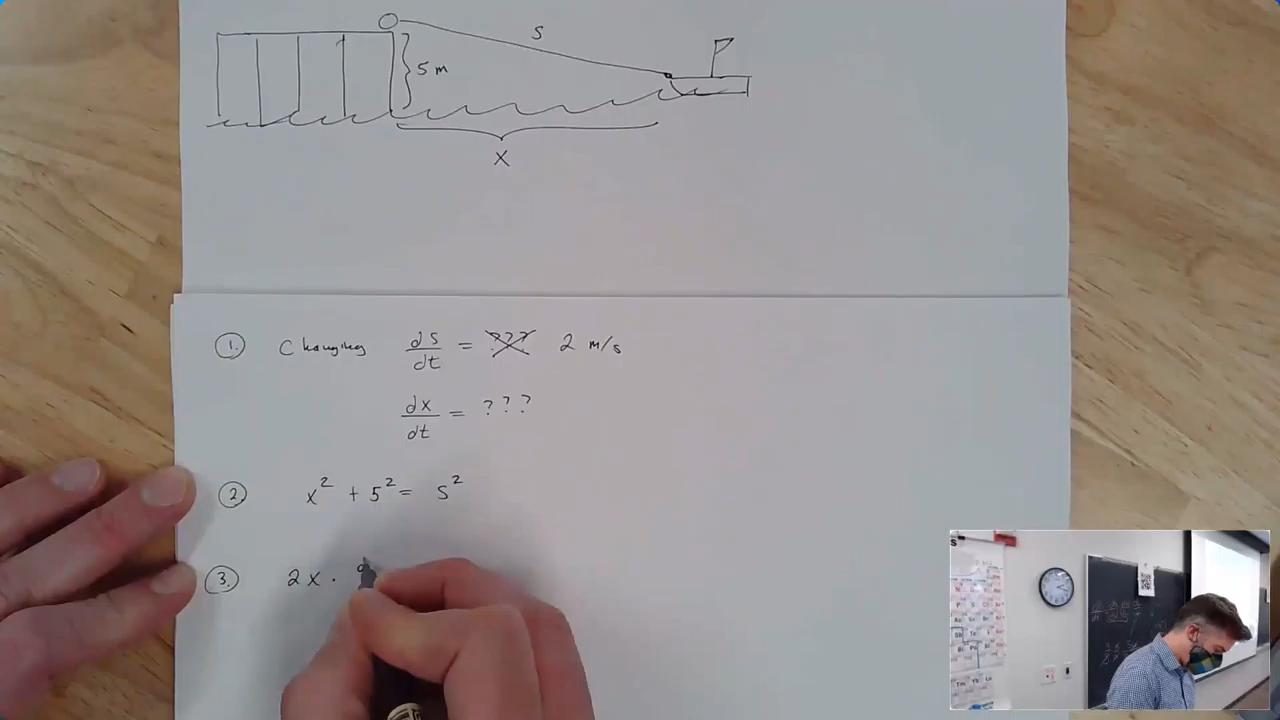 s
5 m
x
1. Changing ds/dt = ??? 2 m/s
dx/dt = ???
2. x² + 5² = s²
3. 2x · d